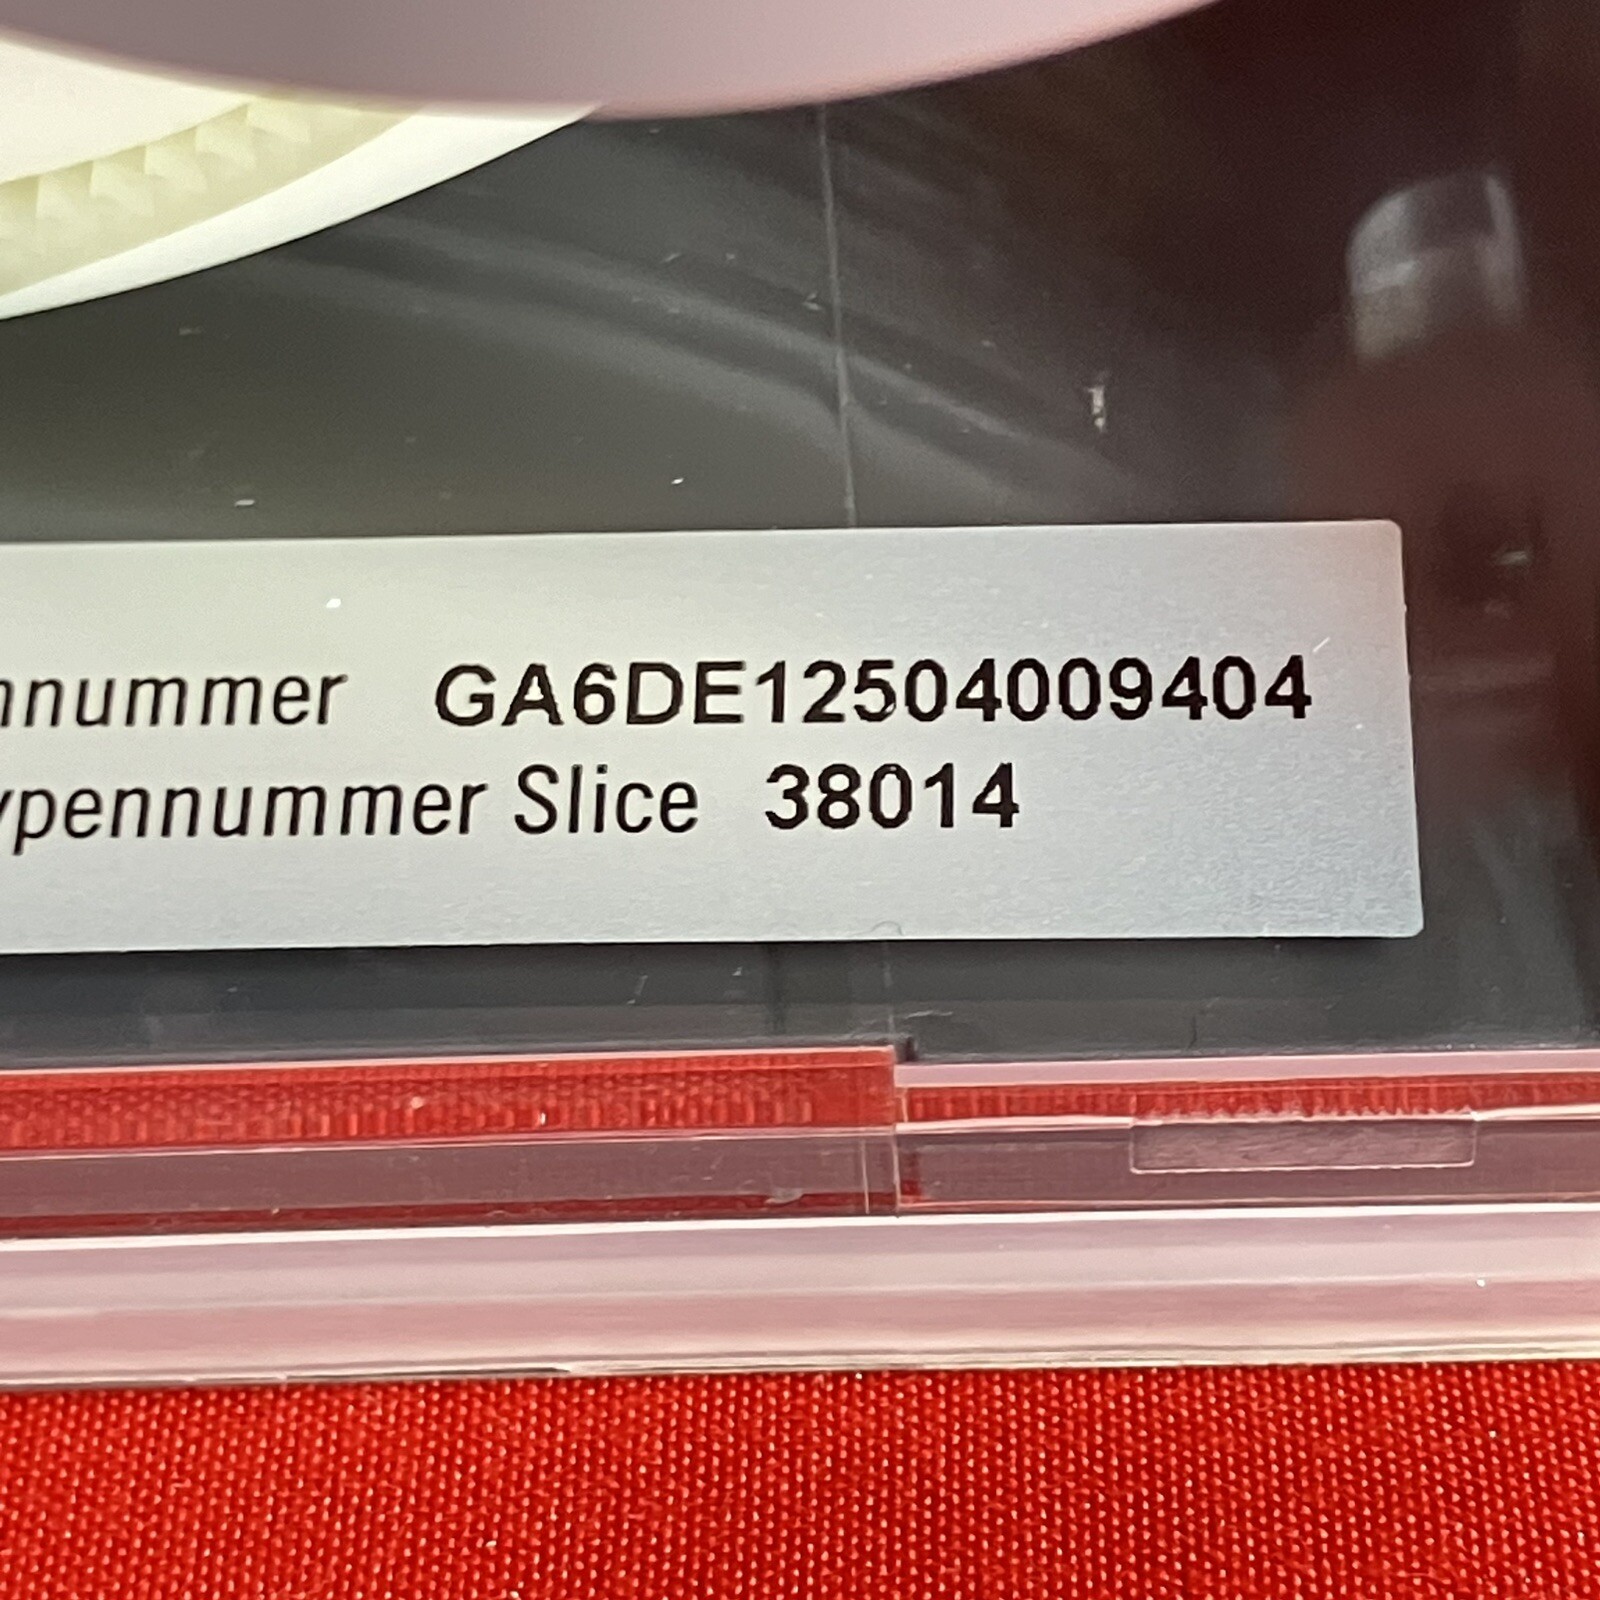 nnummer GA6DE12504009404
ypennummer Slice 38014